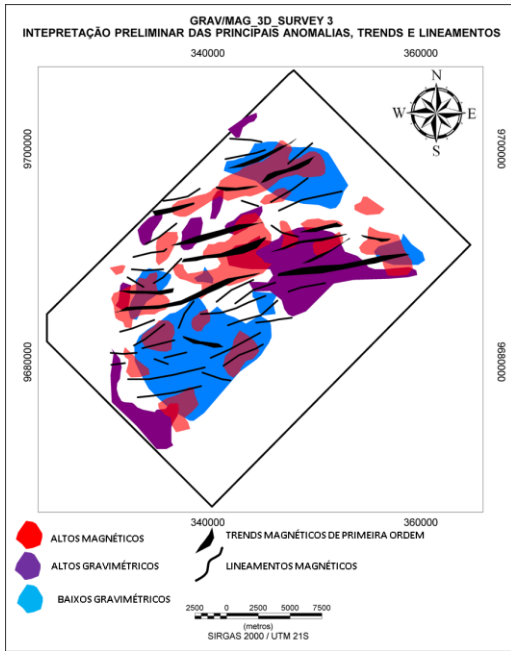 GRAV/MAG_3D_SURVEY 3
INTEPRETAÇÃO PRELIMINAR DAS PRINCIPAIS ANOMALIAS, TRENDS E LINEAMENTOS
340000 360000
N
W E
S
9700000 9700000
9680000 9680000
340000 360000
ALTOS MAGNÉTICOS
TRENDS MAGNÉTICOS DE PRIMEIRA ORDEM
ALTOS GRAVIMÉTRICOS
LINEAMENTOS MAGNÉTICOS
BAIXOS GRAVIMÉTRICOS
2500 0 2500 5000 7500
(metros)
SIRGAS 2000 / UTM 21S